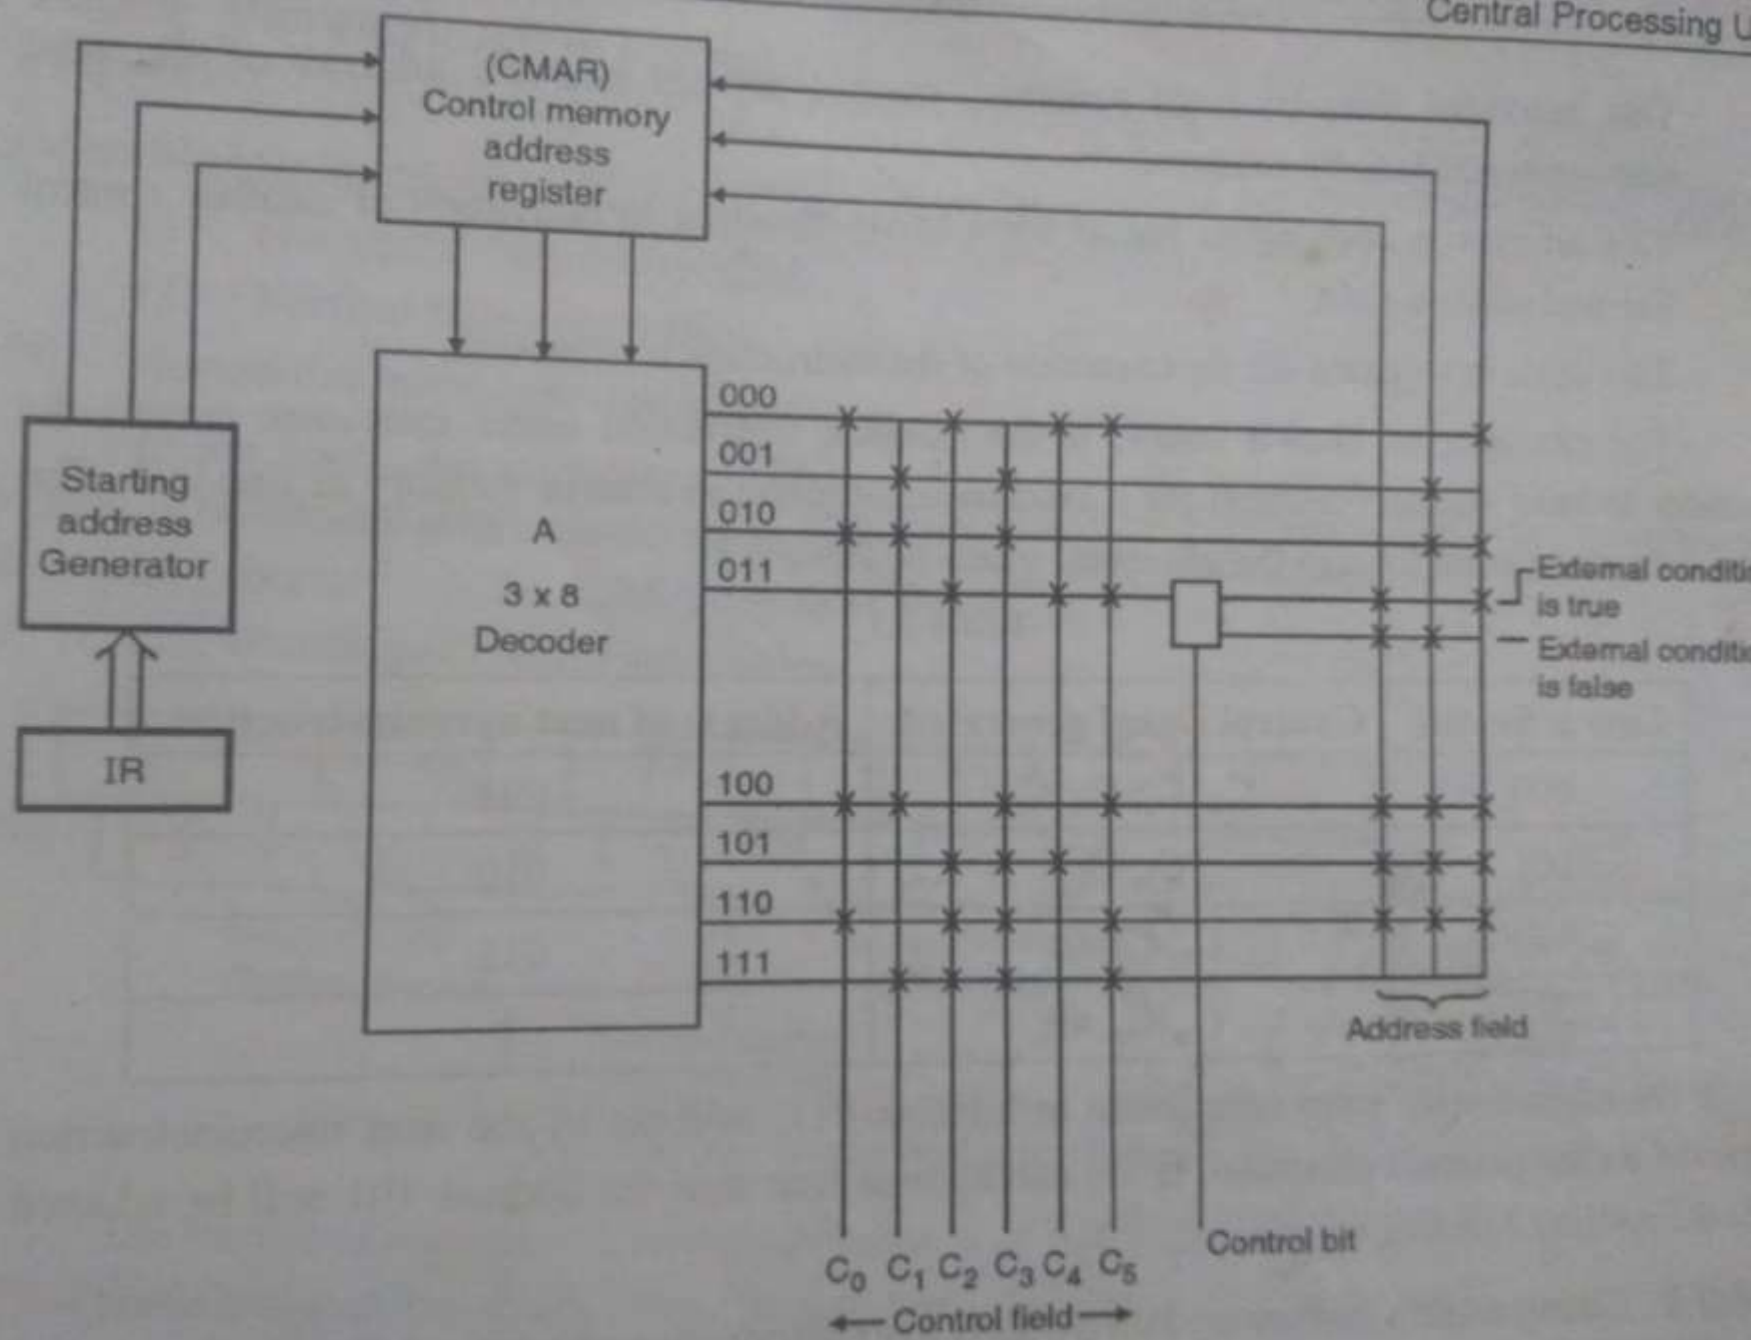 Central Processing U
(CMAR)
Control memory
address
register
Starting
address
Generator
IR
A
3 x 8
Decoder
000
001
010
011
100
101
110
111
External conditio
is true
External conditio
is false
Address field
Control bit
C₀ C₁ C₂ C₃ C₄ C₅
Control field